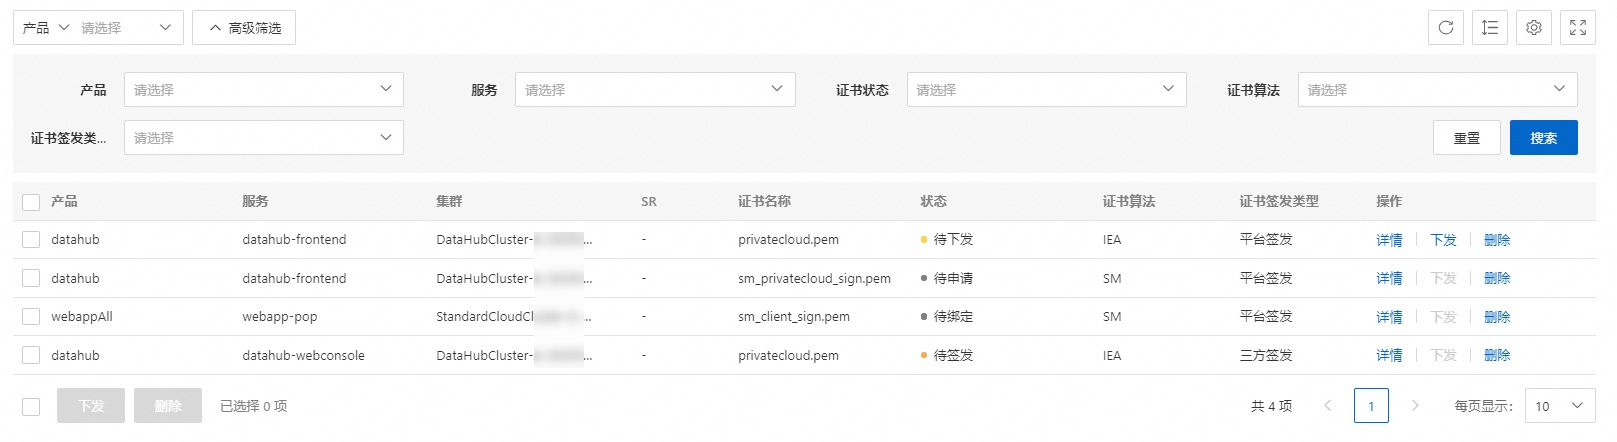 产品 请选择 高级筛选
产品 请选择 服务 请选择 证书状态 请选择 证书算法 请选择
证书签发类... 请选择 重置 搜索
产品 服务 集群 SR 证书名称 状态 证书算法 证书签发类型 操作
datahub datahub-frontend DataHubCluster- ... - privatecloud.pem 待下发 IEA 平台签发 详情 下发 删除
datahub datahub-frontend DataHubCluster- ... - sm_privatecloud_sign.pem 待申请 SM 平台签发 详情 下发 删除
webappAll webapp-pop StandardCloudCl ... - sm_client_sign.pem 待绑定 SM 平台签发 详情 下发 删除
datahub datahub-webconsole DataHubCluster- ... - privatecloud.pem 待签发 IEA 三方签发 详情 下发 删除
下发 删除 已选择 0 项 共 4 项 1 每页显示: 10